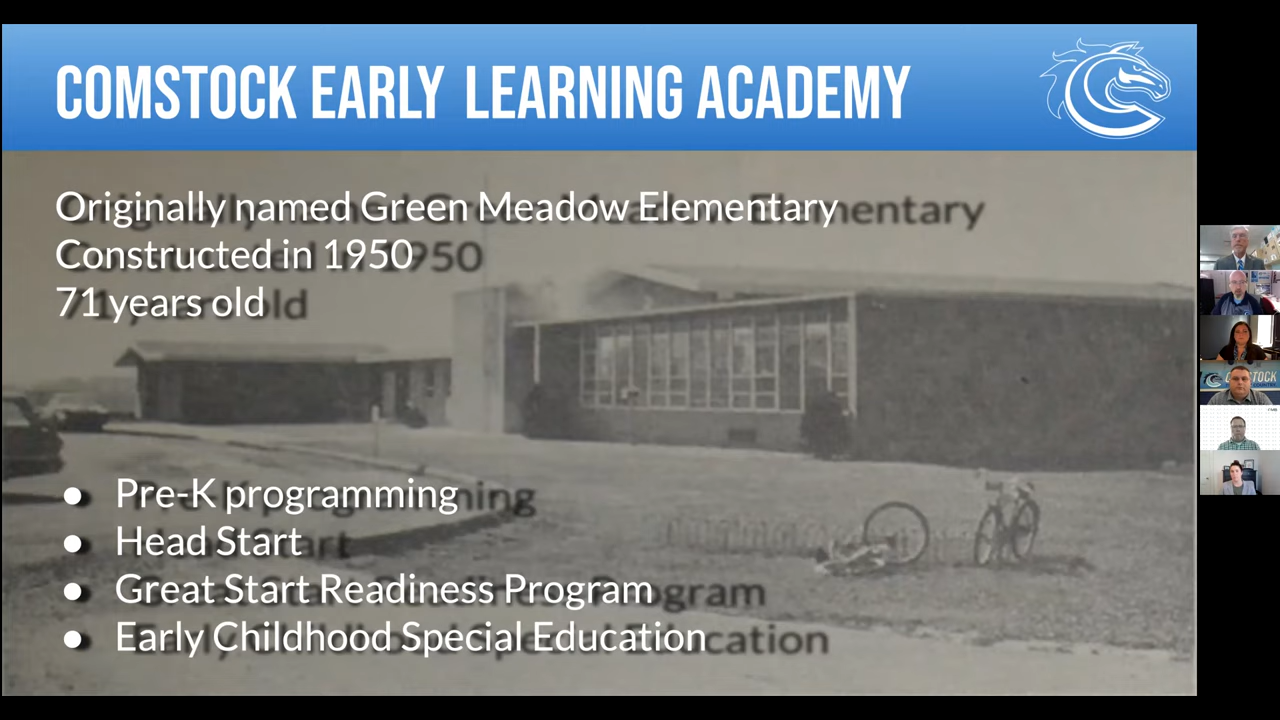 COMSTOCK EARLY LEARNING ACADEMY
Originally named Green Meadow Elementary
Constructed in 1950
71 years old
● Pre-K programming
● Head Start
● Great Start Readiness Program
● Early Childhood Special Education